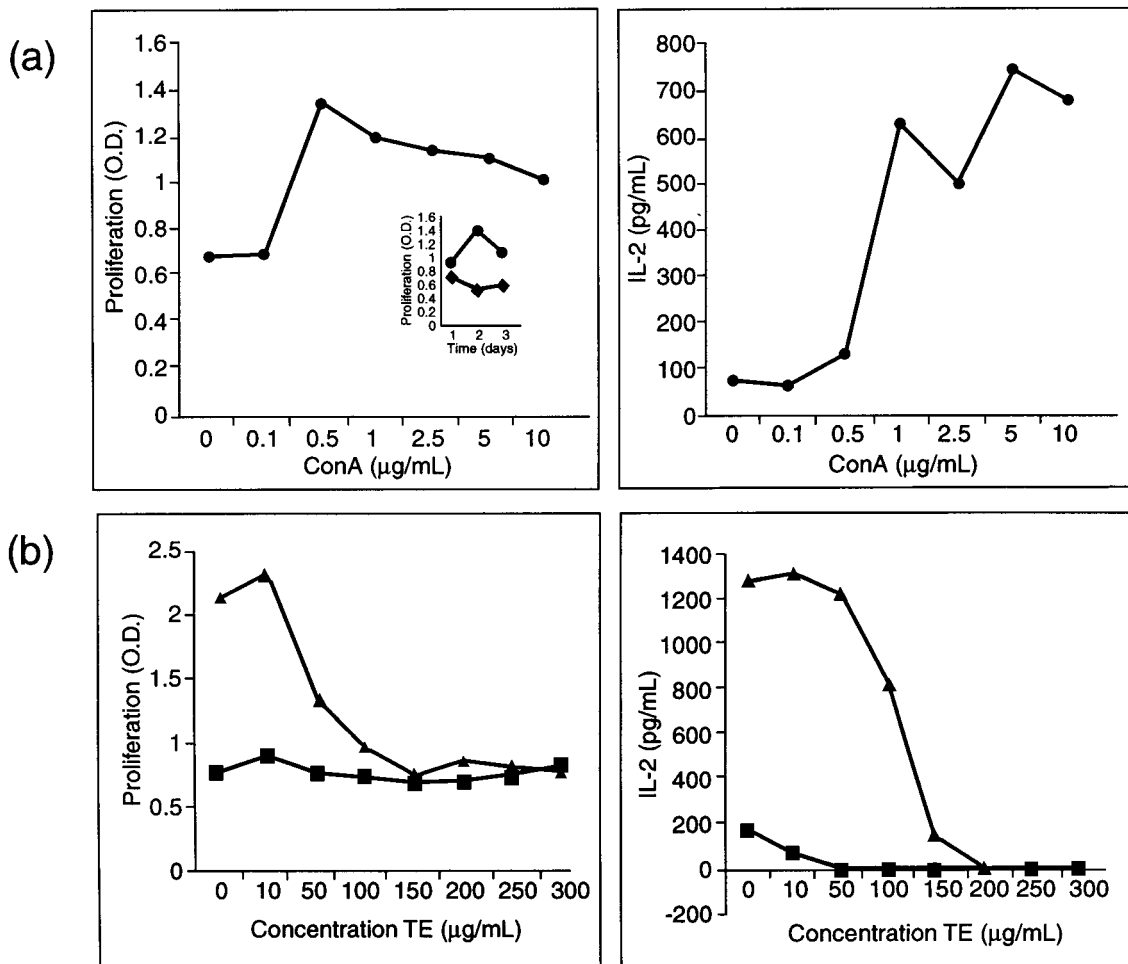 (a)
1.6
1.4
1.2
1
0.8
0.6
0.4
0.2
0
Proliferation (O.D.)
0 0.1 0.5 1 2.5 5 10
ConA (μg/mL)
1.6
1.4
1.2
1
0.8
0.6
0.4
0.2
0
Proliferation (O.D.)
1 2 3
Time (days)
800
700
600
500
400
300
200
100
0
IL-2 (pg/mL)
0 0.1 0.5 1 2.5 5 10
ConA (μg/mL)
(b)
2.5
2
1.5
1
0.5
0
Proliferation (O.D.)
0 10 50 100 150 200 250 300
Concentration TE (μg/mL)
1400
1200
1000
800
600
400
200
0
-200
IL-2 (pg/mL)
0 10 50 100 150 200 250 300
Concentration TE (μg/mL)